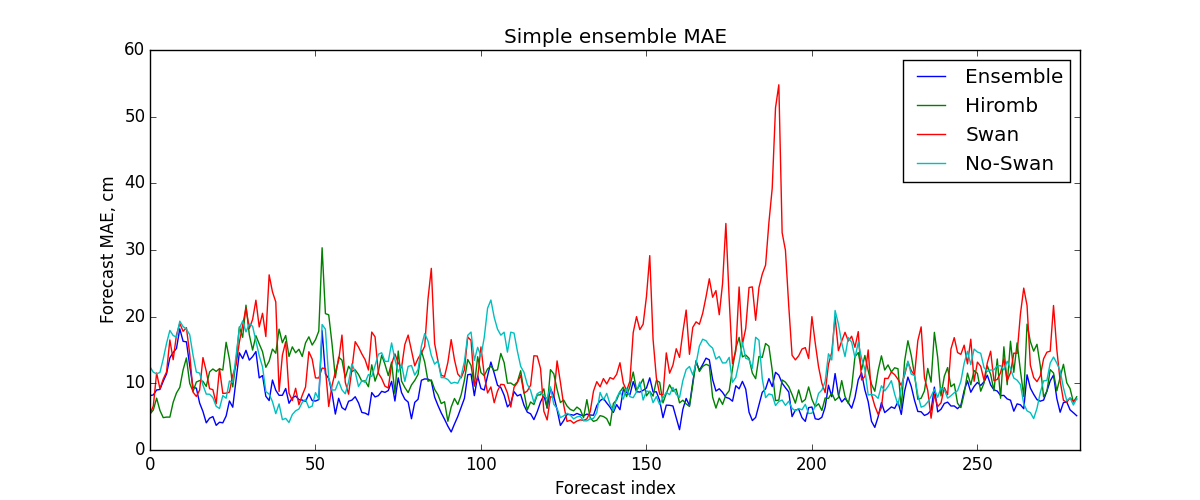 Simple ensemble MAE
60
50
40
30
20
10
0
Forecast MAE, cm
Ensemble
Hiromb
Swan
No-Swan
0 50 100 150 200 250
Forecast index